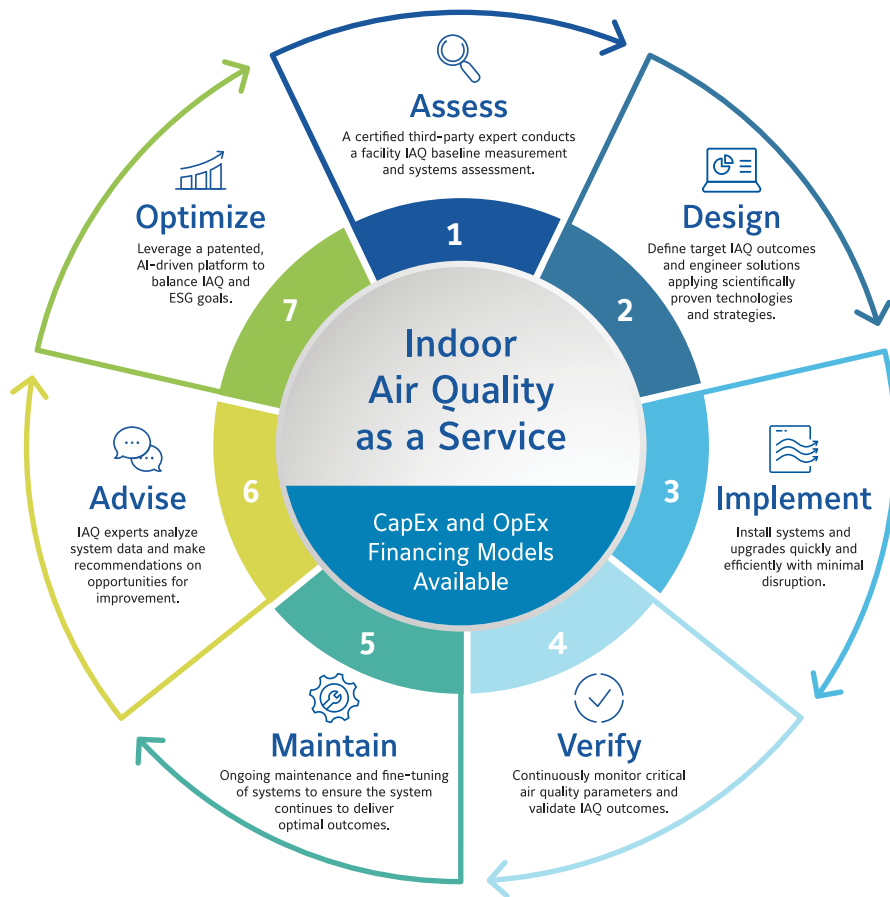 Indoor
Air Quality
as a Service
CapEx and OpEx
Financing Models
Available
1
Assess
A certified third-party expert conducts
a facility IAQ baseline measurement
and systems assessment.
2
Design
Define target IAQ outcomes
and engineer solutions
applying scientifically
proven technologies
and strategies.
3
Implement
Install systems and
upgrades quickly and
efficiently with minimal
disruption.
4
Verify
Continuously monitor critical
air quality parameters and
validate IAQ outcomes.
5
Maintain
Ongoing maintenance and fine-tuning
of systems to ensure the system
continues to deliver
optimal outcomes.
6
Advise
IAQ experts analyze
system data and make
recommendations on
opportunities for
improvement.
7
Optimize
Leverage a patented,
AI-driven platform to
balance IAQ and
ESG goals.